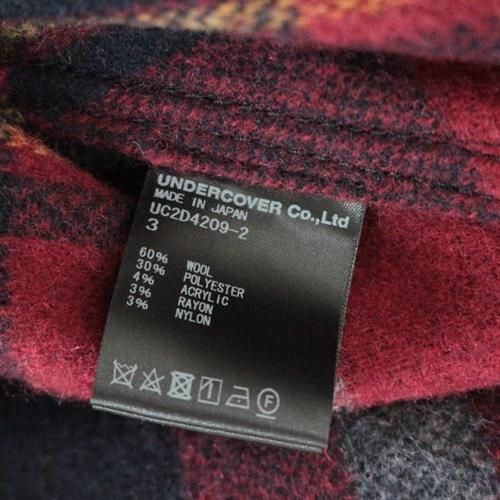 UNDERCOVER Co.,Ltd
MADE IN JAPAN
UC2D4209-2
3
60% WOOL
30% POLYESTER
4% ACRYLIC
3% RAYON
3% NYLON
F